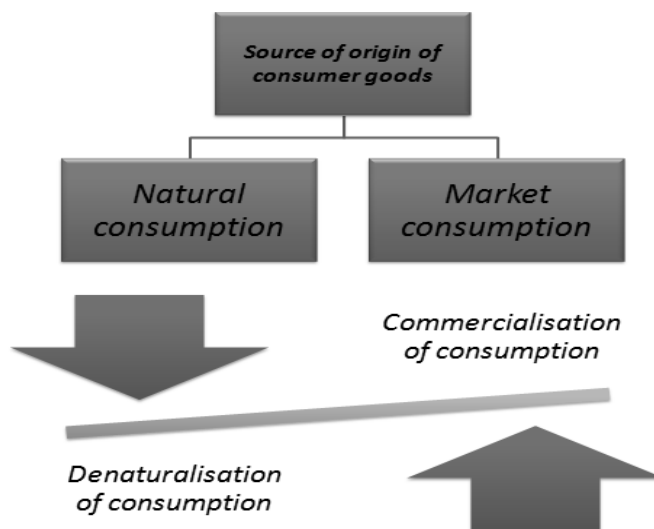 Source of origin of
consumer goods
Natural
consumption
Market
consumption
Commercialisation
of consumption
Denaturalisation
of consumption